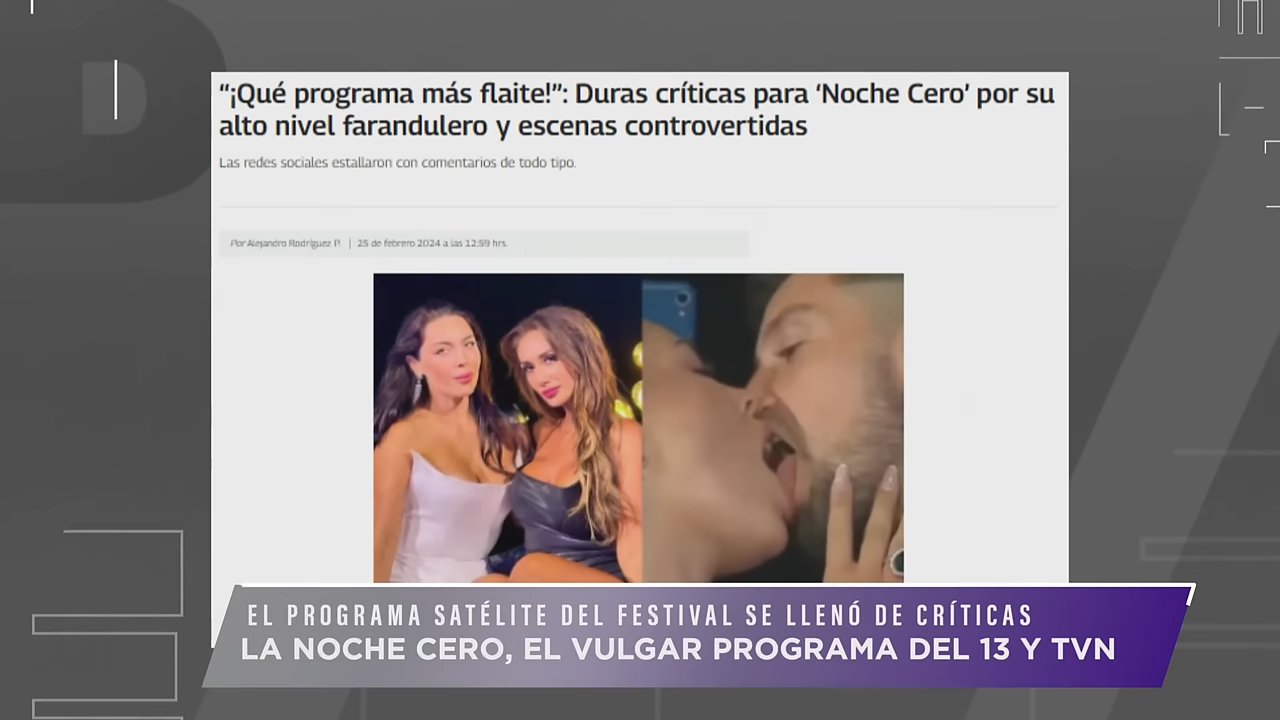 “¡Qué programa más flaite!”: Duras críticas para ‘Noche Cero’ por su
alto nivel farandulero y escenas controvertidas
Las redes sociales estallaron con comentarios de todo tipo.
Por Alejandro Rodríguez P. | 25 de febrero 2024 a las 12:59 hrs.
EL PROGRAMA SATÉLITE DEL FESTIVAL SE LLENÓ DE CRÍTICAS
LA NOCHE CERO, EL VULGAR PROGRAMA DEL 13 Y TVN